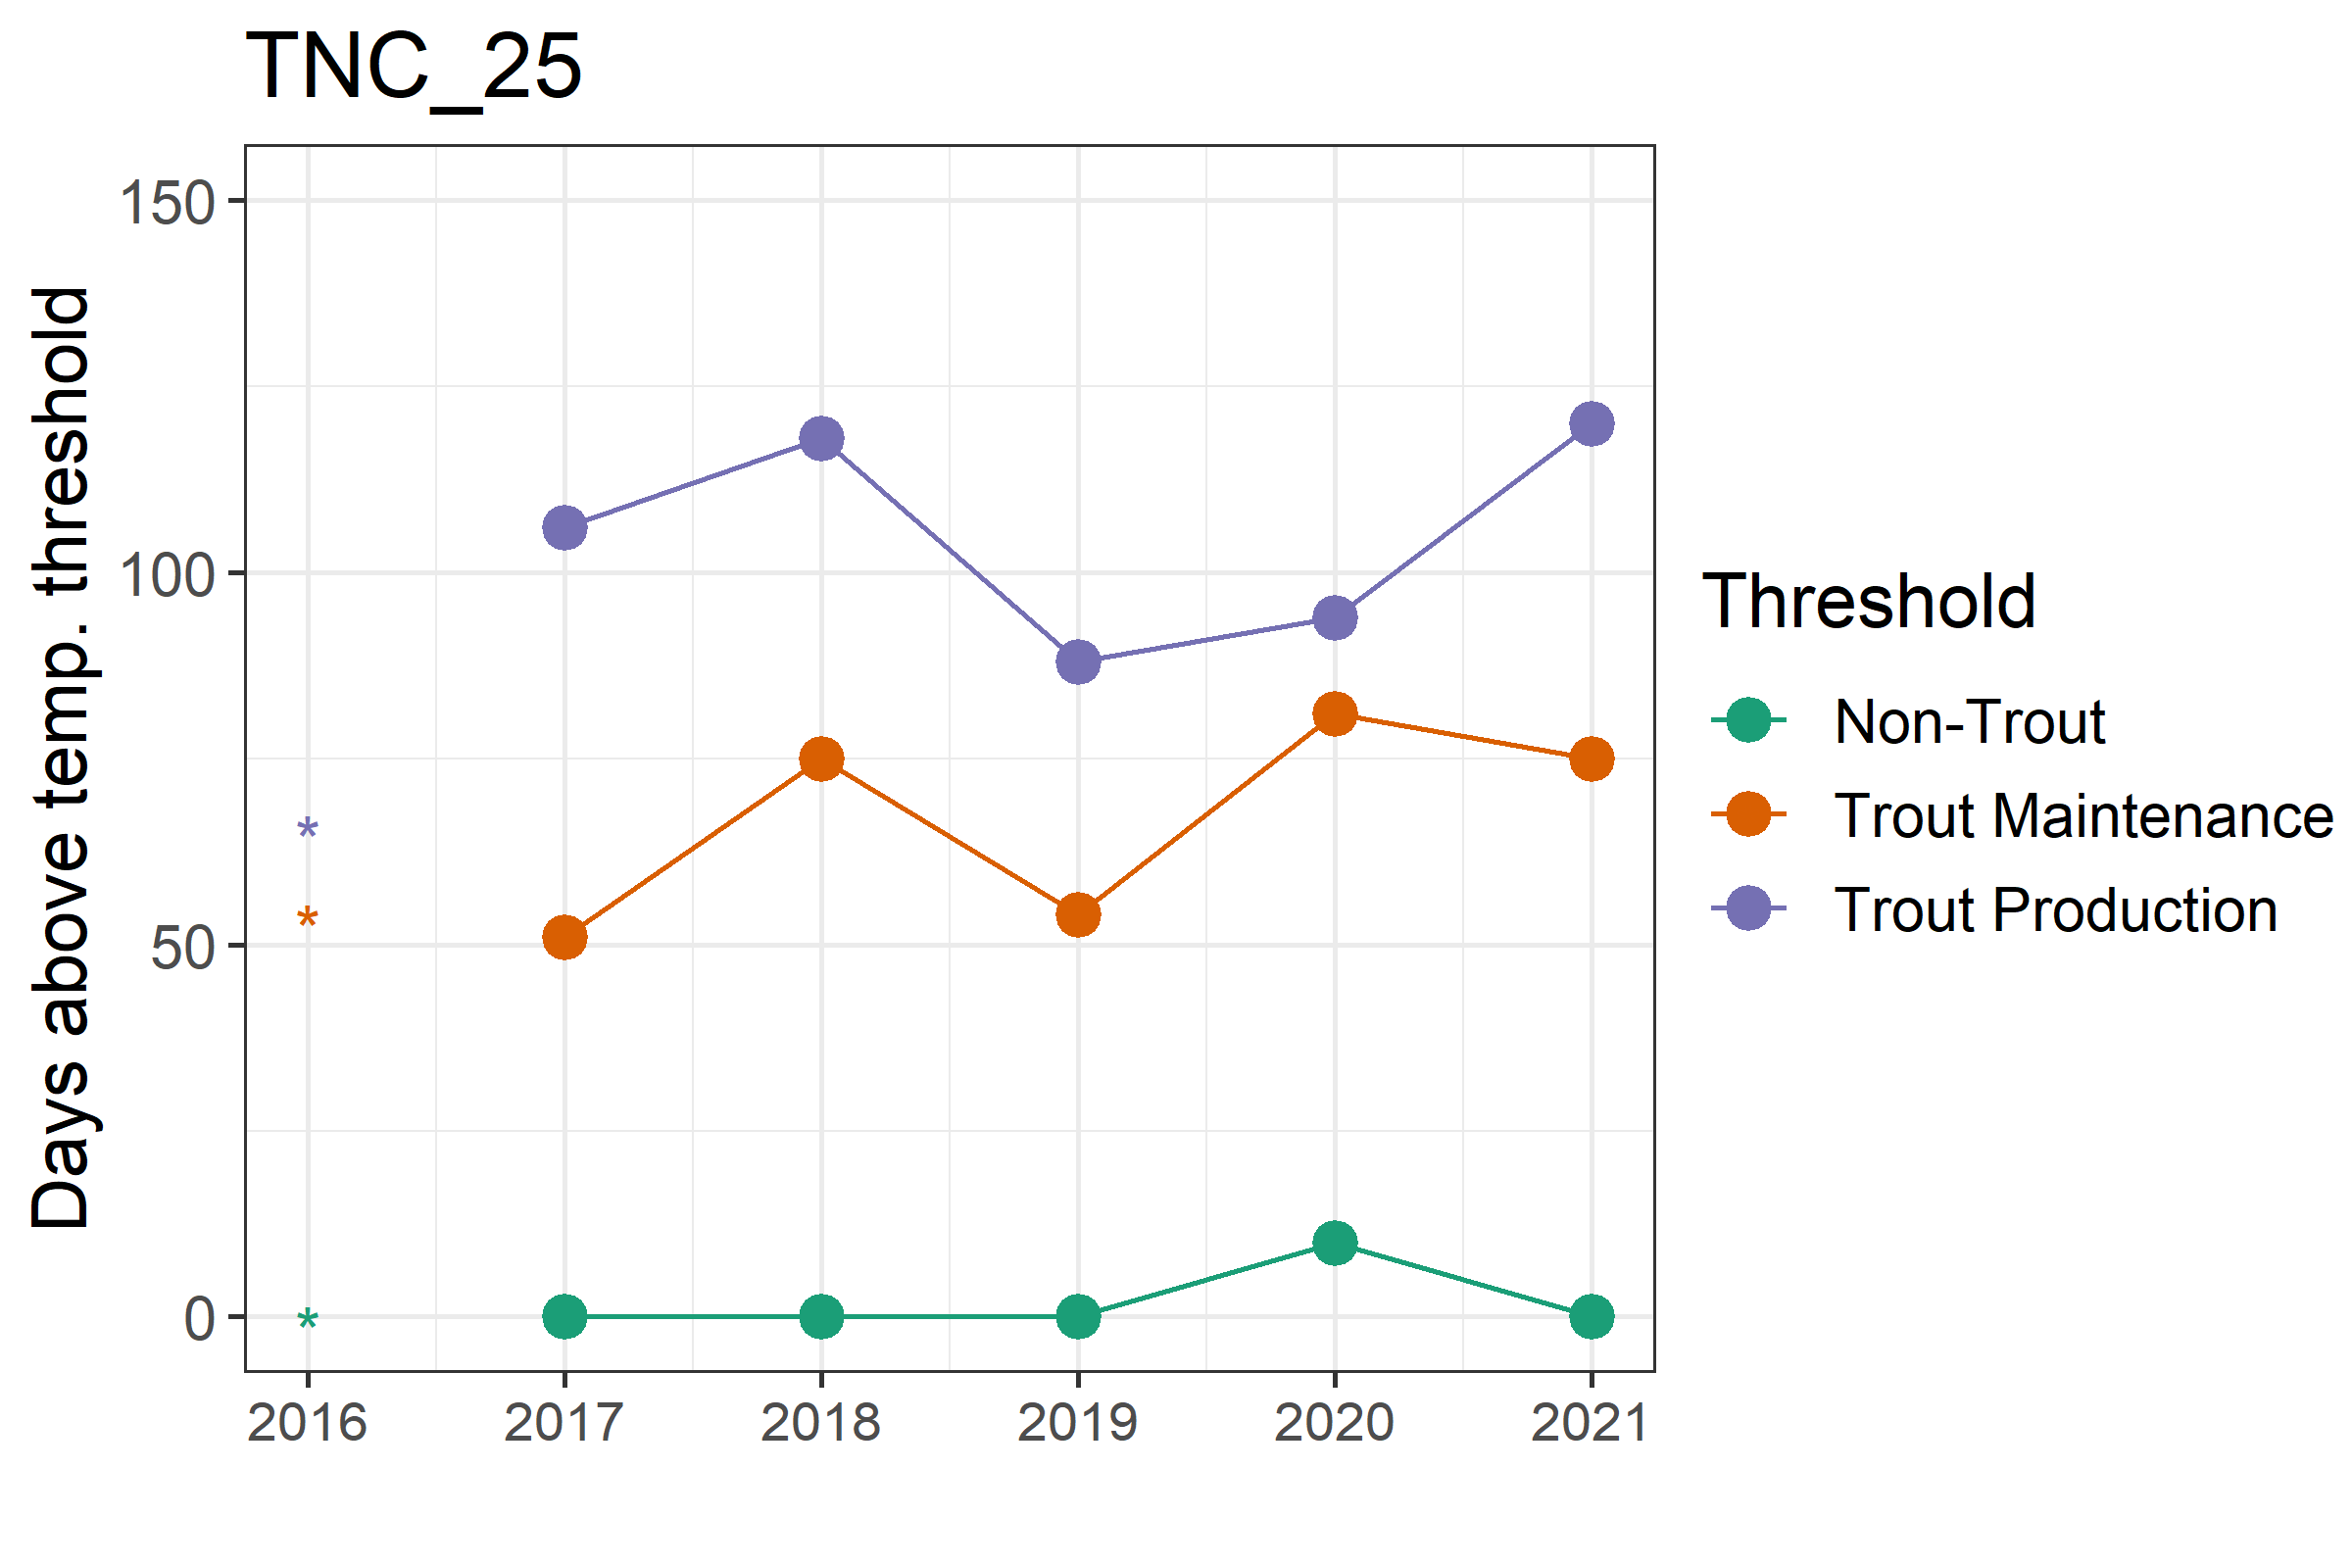 TNC_25
Days above temp. threshold
150
100
50
0
*
*
*
2016 2017 2018 2019 2020 2021
Threshold
Non-Trout
Trout Maintenance
Trout Production